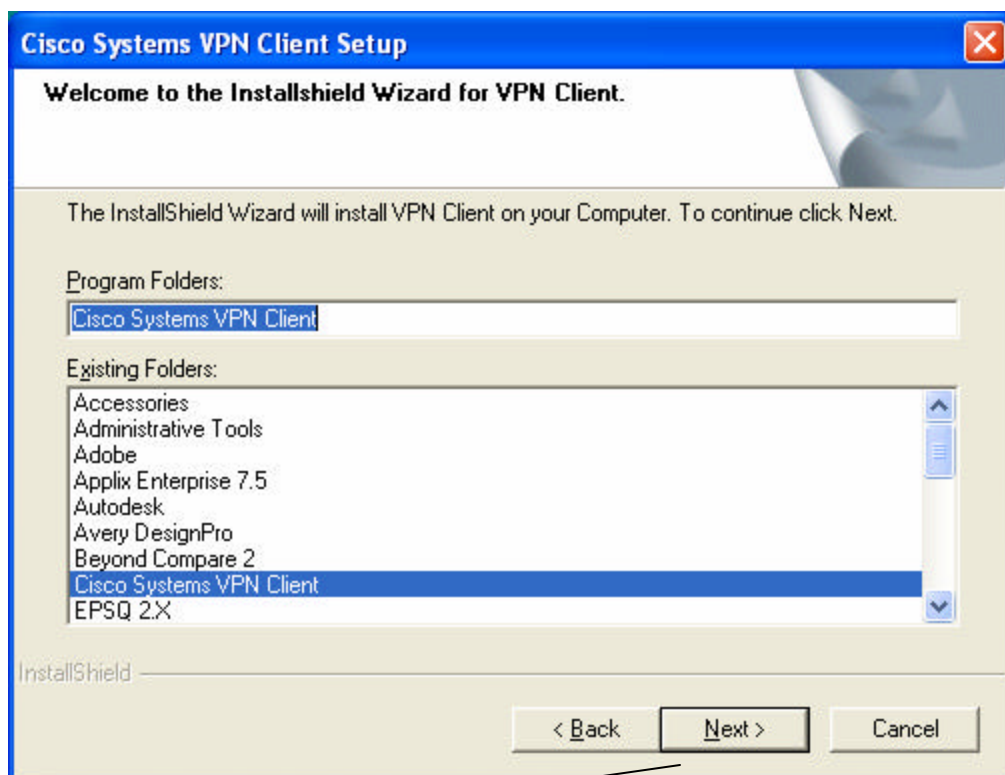 Cisco Systems VPN Client Setup
Welcome to the Installshield Wizard for VPN Client.
The InstallShield Wizard will install VPN Client on your Computer. To continue click Next.
Program Folders:
Cisco Systems VPN Client
Existing Folders:
Accessories
Administrative Tools
Adobe
Applix Enterprise 7.5
Autodesk
Avery DesignPro
Beyond Compare 2
Cisco Systems VPN Client
EPSQ 2.X
InstallShield
< Back Next > Cancel